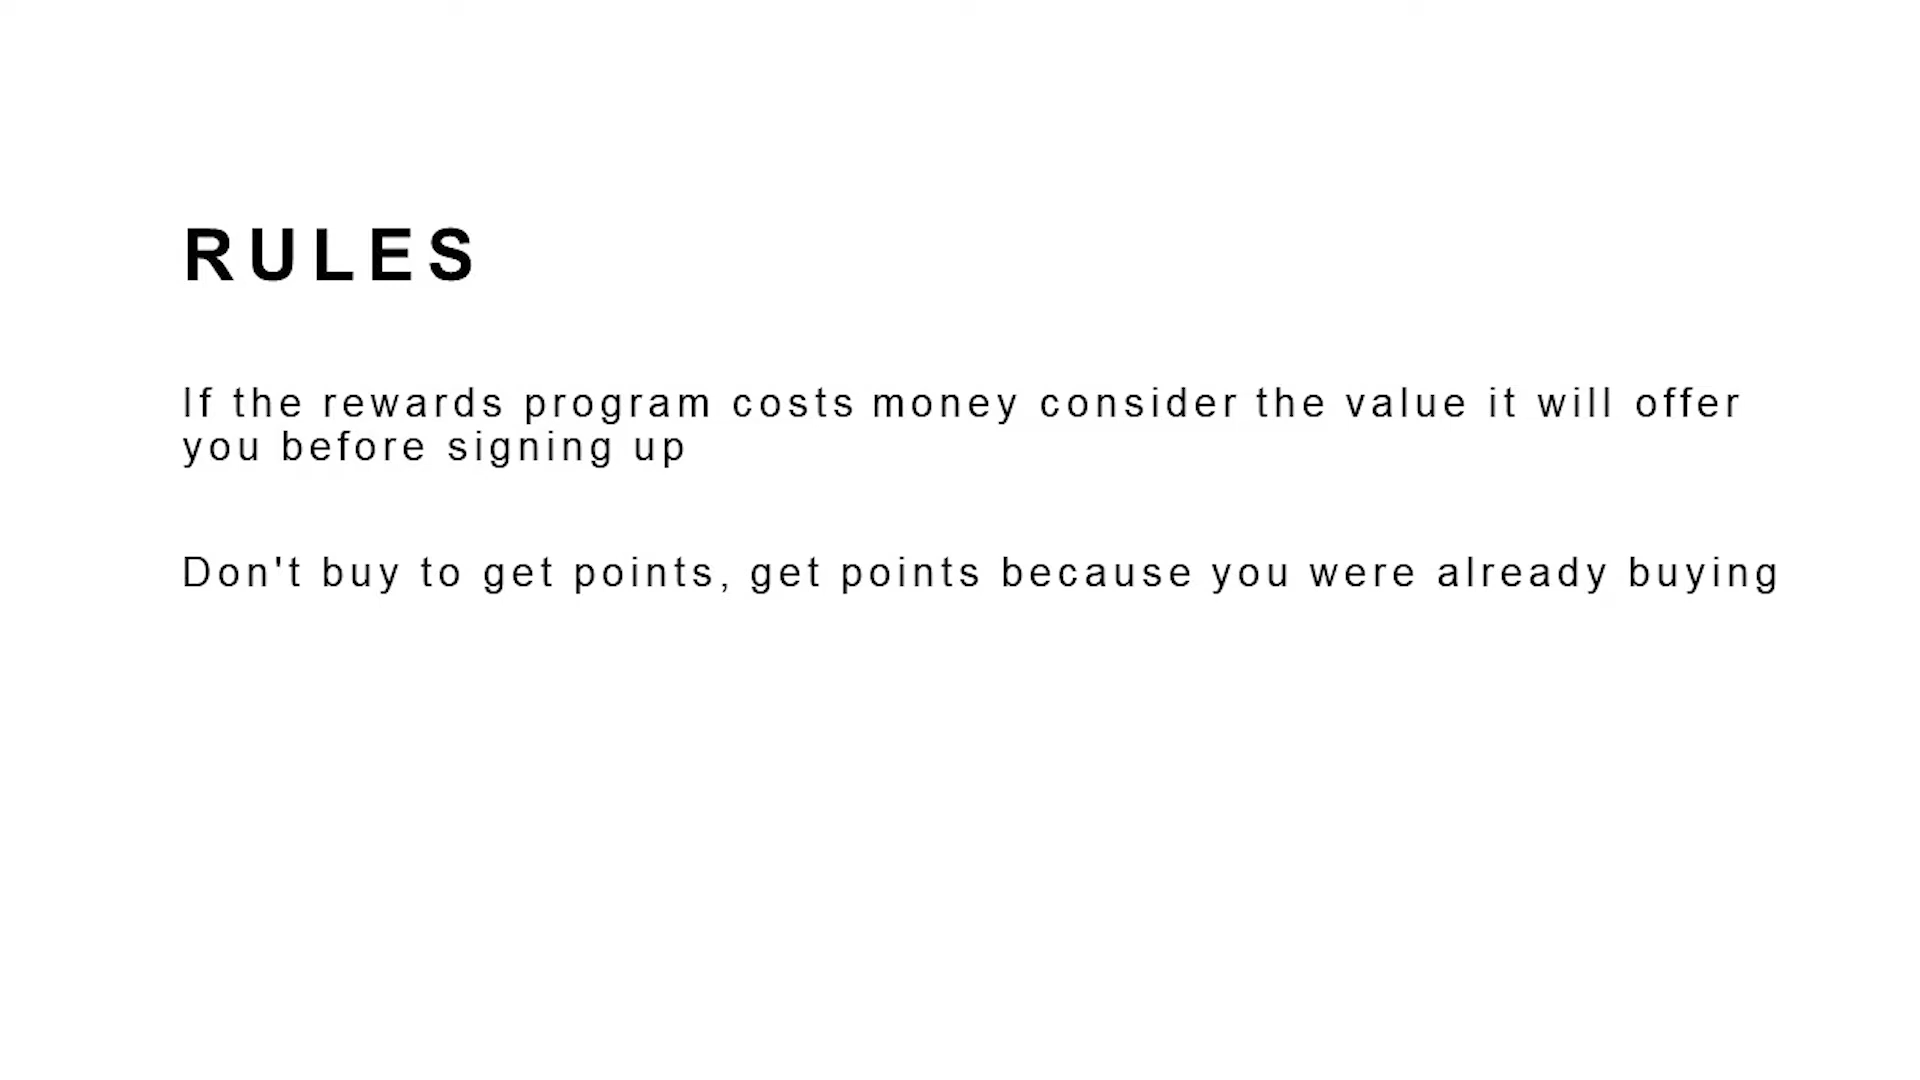 RULES
If the rewards program costs money consider the value it will offer
you before signing up
Don't buy to get points, get points because you were already buying